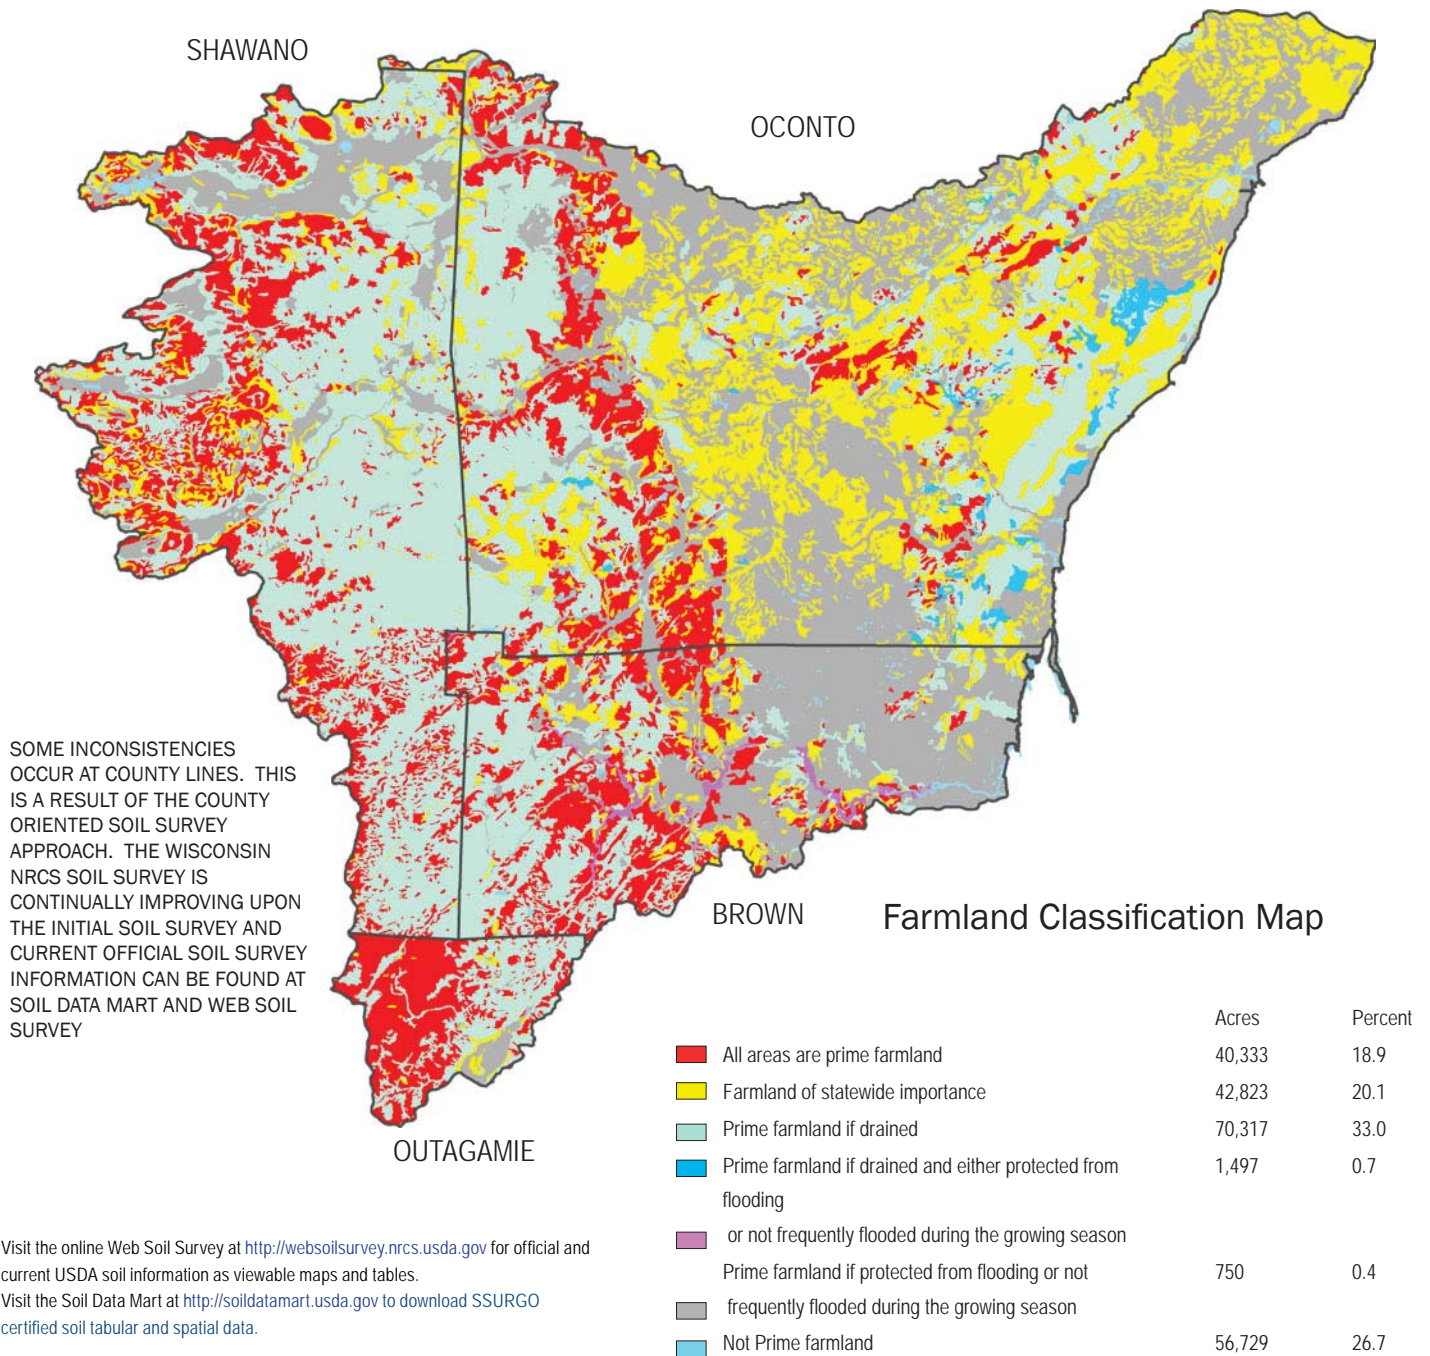 SHAWANO
OCONTO
SOME INCONSISTENCIES
OCCUR AT COUNTY LINES. THIS
IS A RESULT OF THE COUNTY
ORIENTED SOIL SURVEY
APPROACH. THE WISCONSIN
NRCS SOIL SURVEY IS
CONTINUALLY IMPROVING UPON
THE INITIAL SOIL SURVEY AND
CURRENT OFFICIAL SOIL SURVEY
INFORMATION CAN BE FOUND AT
SOIL DATA MART AND WEB SOIL
SURVEY
BROWN
Farmland Classification Map
OUTAGAMIE
Acres Percent
All areas are prime farmland 40,333 18.9
Farmland of statewide importance 42,823 20.1
Prime farmland if drained 70,317 33.0
Prime farmland if drained and either protected from 1,497 0.7
flooding
or not frequently flooded during the growing season
Prime farmland if protected from flooding or not 750 0.4
frequently flooded during the growing season
Not Prime farmland 56,729 26.7
Visit the online Web Soil Survey at http://websoilsurvey.nrcs.usda.gov for official and
current USDA soil information as viewable maps and tables.
Visit the Soil Data Mart at http://soildatamart.usda.gov to download SSURGO
certified soil tabular and spatial data.